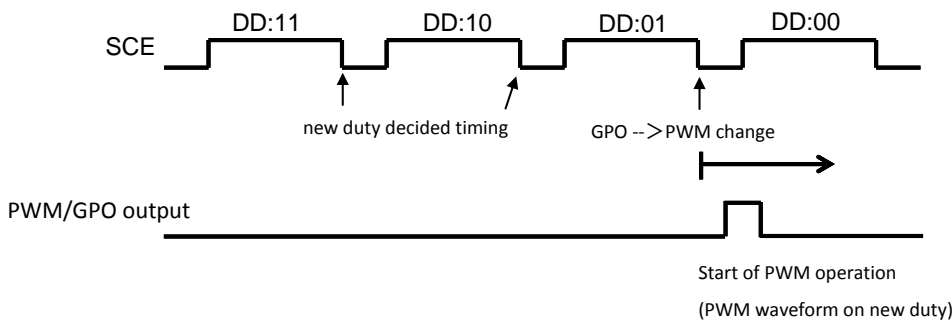 DD:11 DD:10 DD:01 DD:00
SCE
new duty decided timing
GPO -->PWM change
PWM/GPO output
Start of PWM operation
(PWM waveform on new duty)